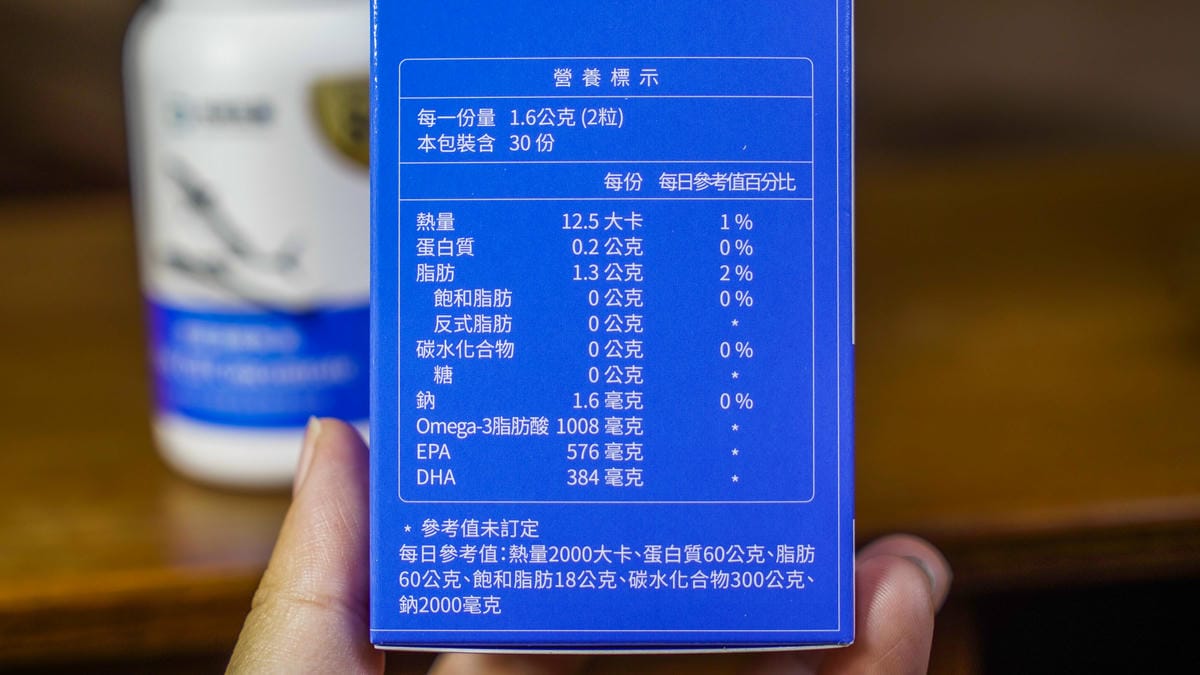 營養標示
每一份量 1.6公克 (2粒)
本包裝含 30 份
每份 每日參考值百分比
熱量 12.5 大卡 1 %
蛋白質 0.2 公克 0 %
脂肪 1.3 公克 2 %
飽和脂肪 0 公克 0 %
反式脂肪 0 公克 *
碳水化合物 0 公克 0 %
糖 0 公克 *
鈉 1.6 毫克 0 %
Omega-3脂肪酸 1008 毫克 *
EPA 576 毫克 *
DHA 384 毫克 *
* 參考值未訂定
每日參考值:熱量2000大卡、蛋白質60公克、脂肪
60公克、飽和脂肪18公克、碳水化合物300公克、
鈉2000毫克